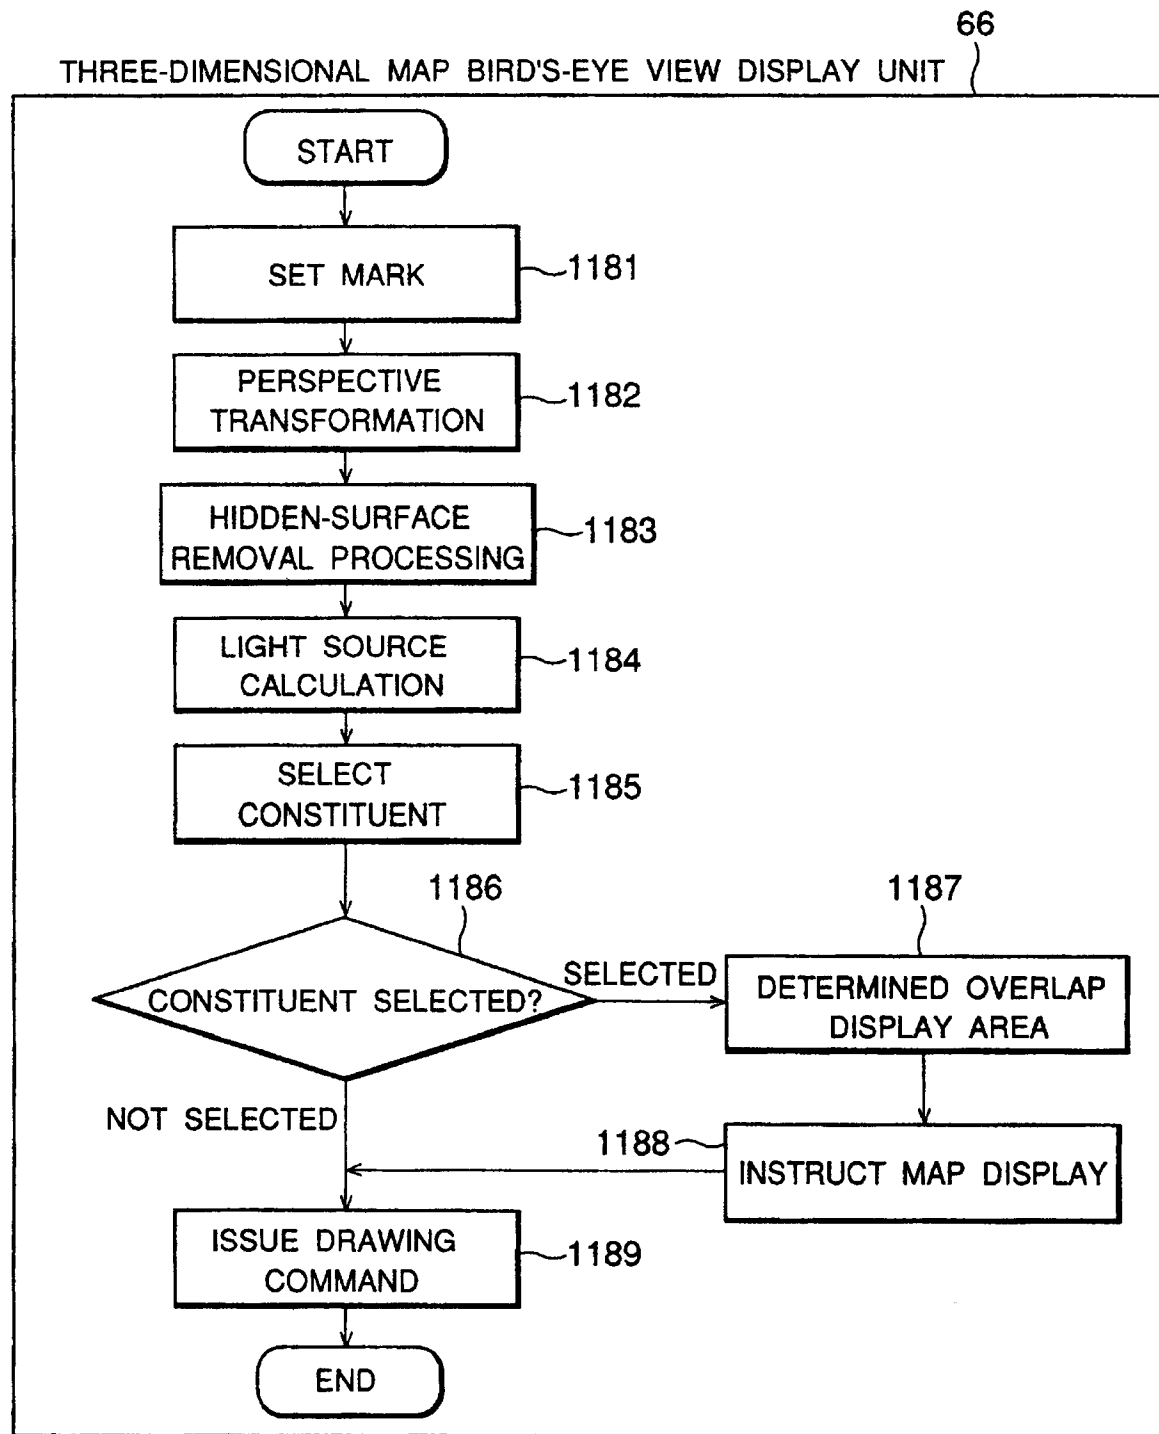 66
THREE-DIMENSIONAL MAP BIRD'S-EYE VIEW DISPLAY UNIT
START
SET MARK
1181
PERSPECTIVE
TRANSFORMATION
1182
HIDDEN-SURFACE
REMOVAL PROCESSING
1183
LIGHT SOURCE
CALCULATION
1184
SELECT
CONSTITUENT
1185
1186
CONSTITUENT SELECTED?
SELECTED
1187
DETERMINED OVERLAP
DISPLAY AREA
NOT SELECTED
1188
INSTRUCT MAP DISPLAY
ISSUE DRAWING
COMMAND
1189
END